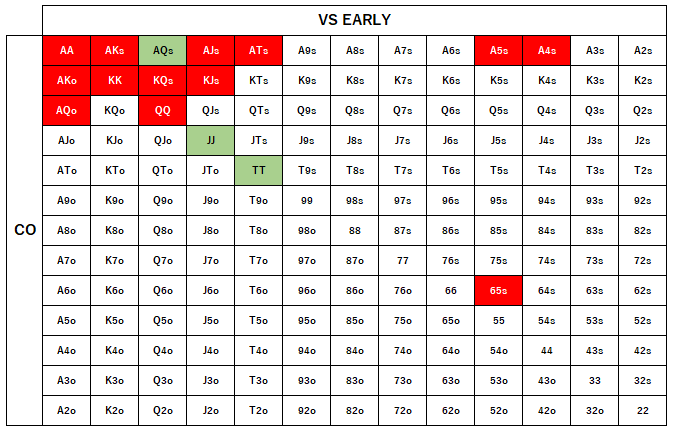 VS EARLY
AA AKs AQs AJs ATs A9s A8s A7s A6s A5s A4s A3s A2s
AKo KK KQs KJs KTs K9s K8s K7s K6s K5s K4s K3s K2s
AQo KQo QQ QJs QTs Q9s Q8s Q7s Q6s Q5s Q4s Q3s Q2s
AJo KJo QJo JJ JTs J9s J8s J7s J6s J5s J4s J3s J2s
ATo KTo QTo JTo TT T9s T8s T7s T6s T5s T4s T3s T2s
A9o K9o Q9o J9o T9o 99 98s 97s 96s 95s 94s 93s 92s
CO
A8o K8o Q8o J8o T8o 98o 88 87s 86s 85s 84s 83s 82s
A7o K7o Q7o J7o T7o 97o 87o 77 76s 75s 74s 73s 72s
A6o K6o Q6o J6o T6o 96o 86o 76o 66 65s 64s 63s 62s
A5o K5o Q5o J5o T5o 95o 85o 75o 65o 55 54s 53s 52s
A4o K4o Q4o J4o T4o 94o 84o 74o 64o 54o 44 43s 42s
A3o K3o Q3o J3o T3o 93o 83o 73o 63o 53o 43o 33 32s
A2o K2o Q2o J2o T2o 92o 82o 72o 62o 52o 42o 32o 22